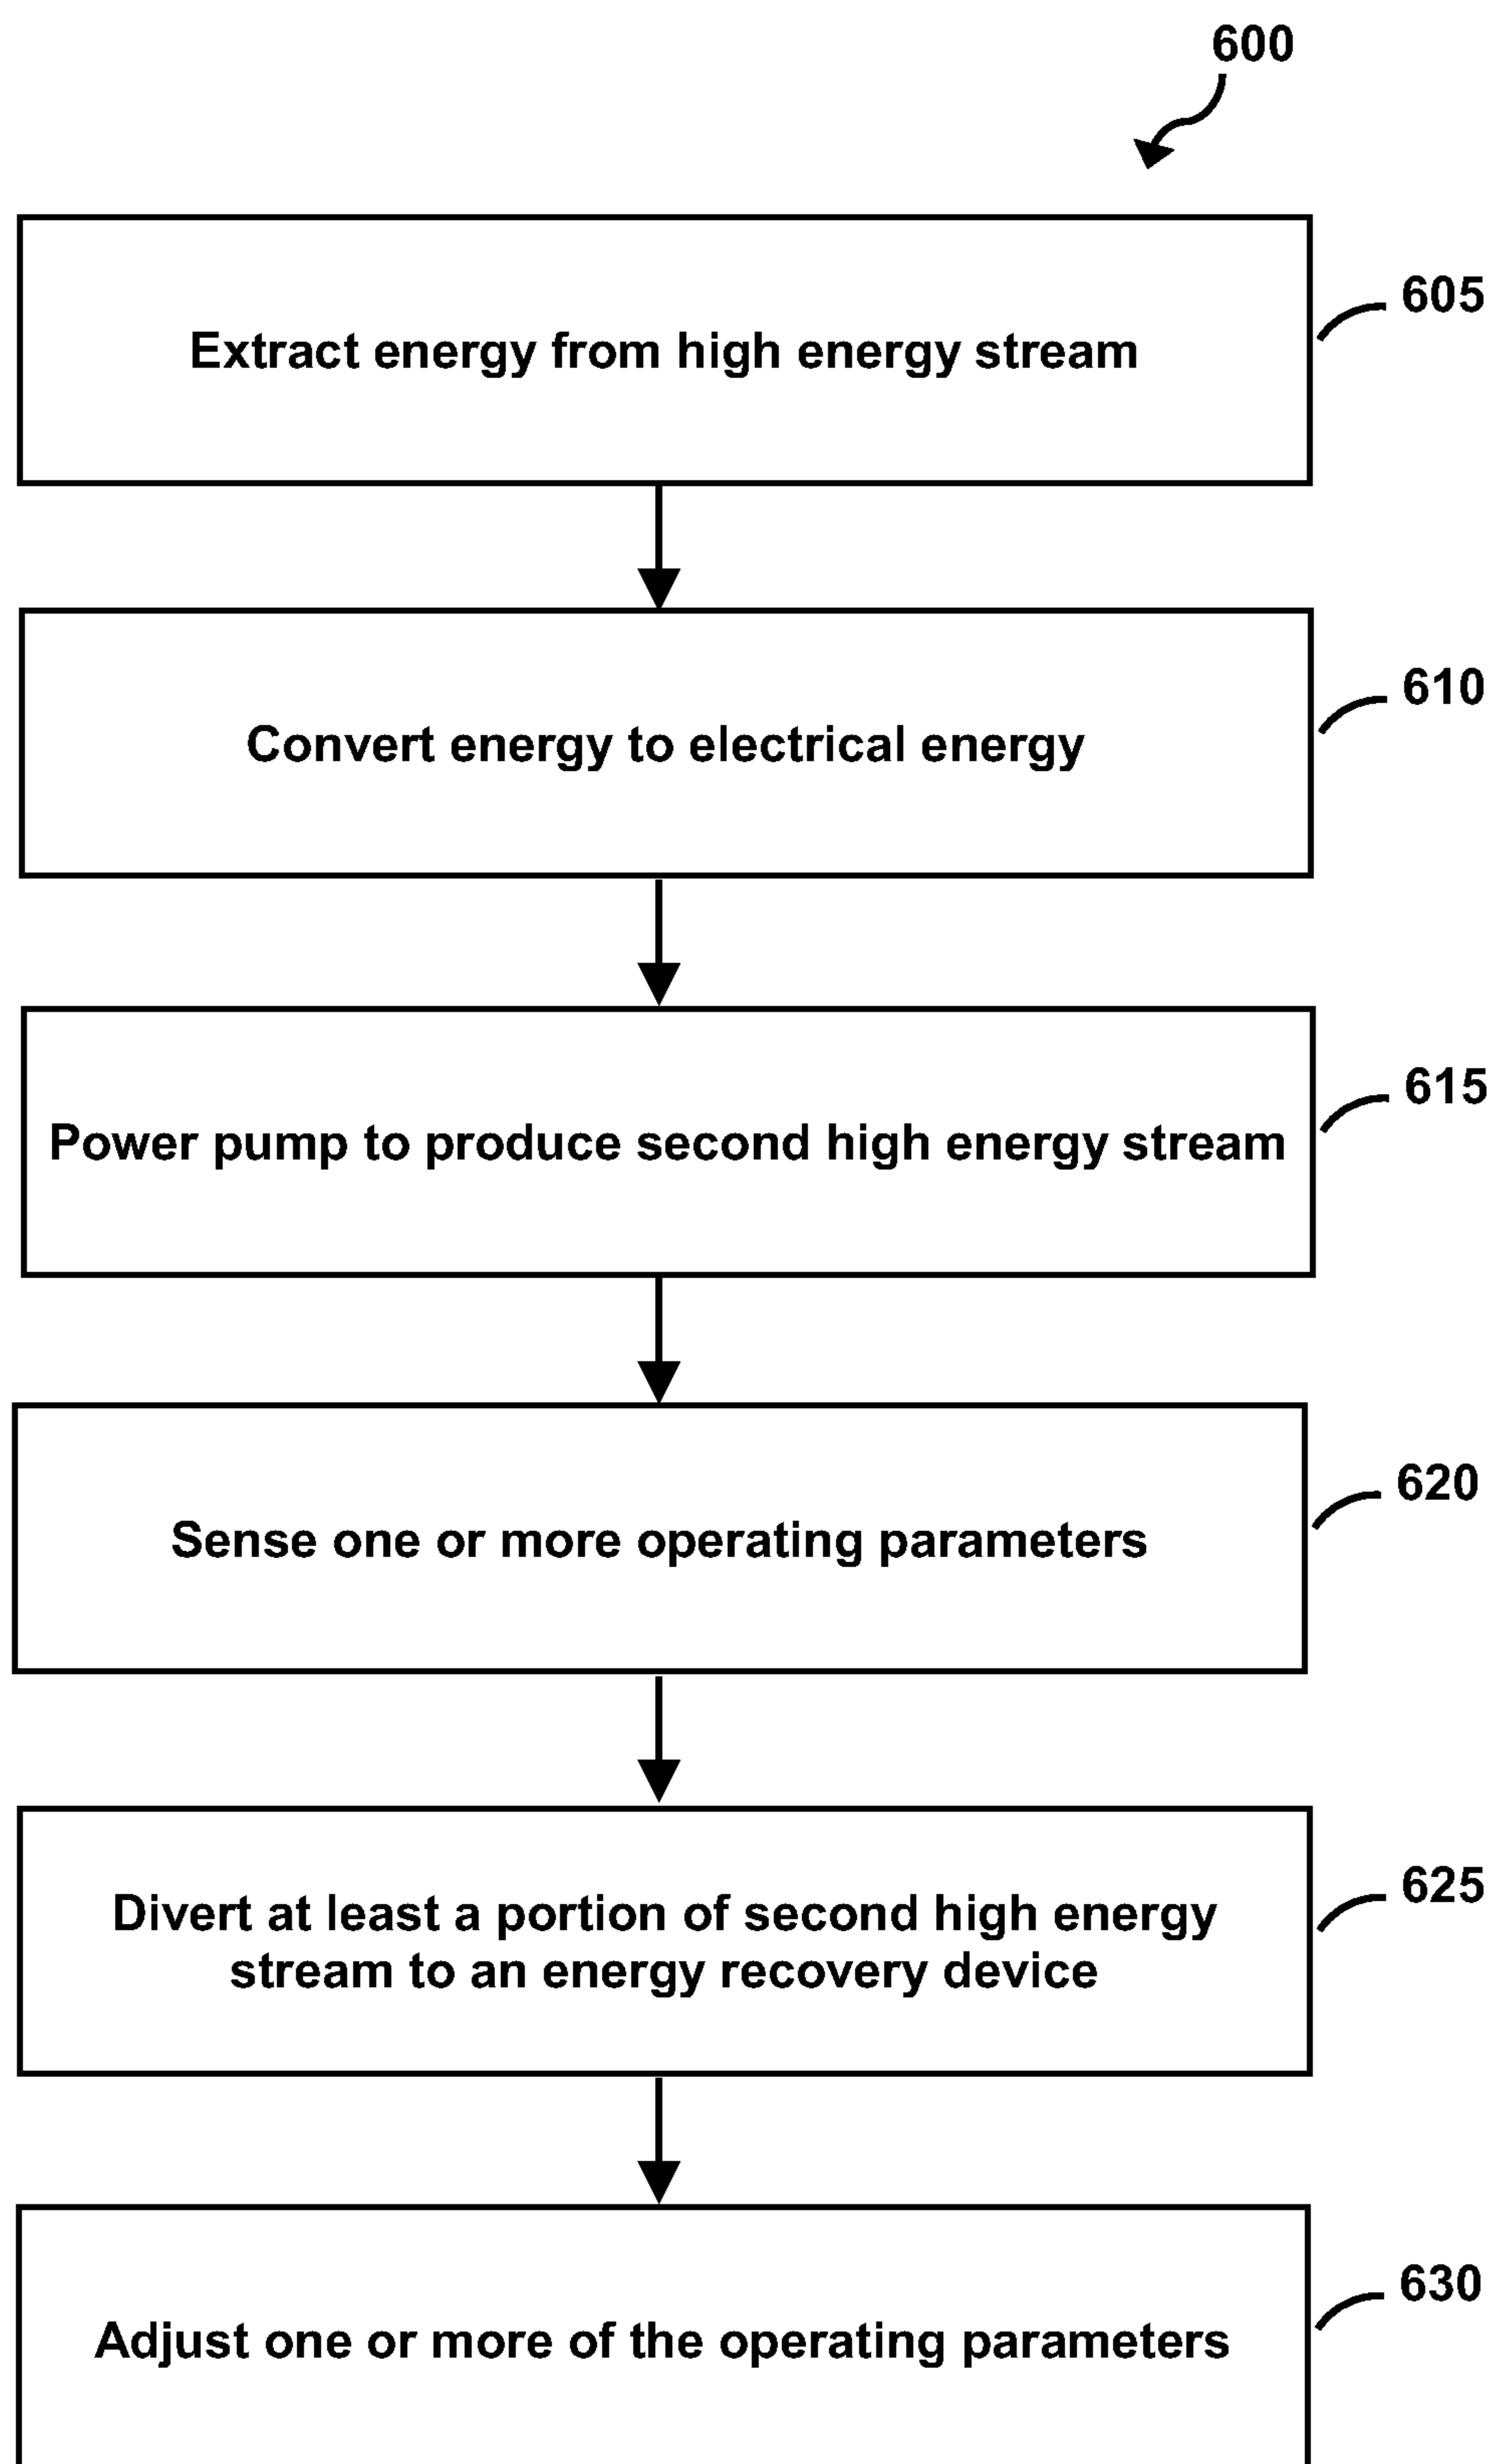 600
Extract energy from high energy stream
605
Convert energy to electrical energy
610
Power pump to produce second high energy stream
615
Sense one or more operating parameters
620
Divert at least a portion of second high energy
stream to an energy recovery device
625
Adjust one or more of the operating parameters
630